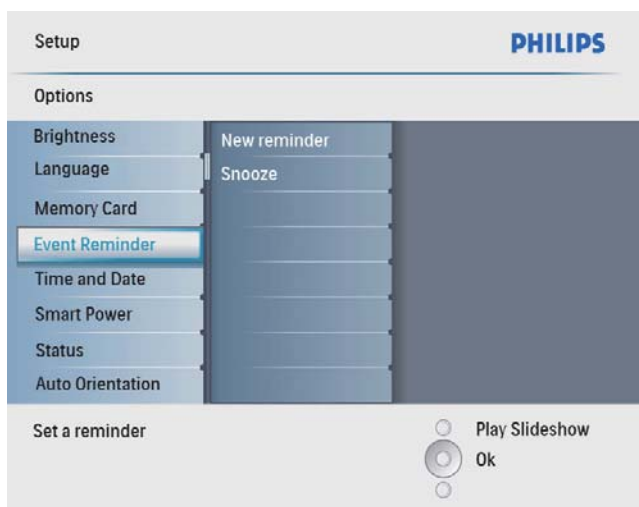 Setup
PHILIPS
Options
Brightness
Language
Memory Card
Event Reminder
Time and Date
Smart Power
Status
Auto Orientation
New reminder
Snooze
Set a reminder
Play Slideshow
Ok